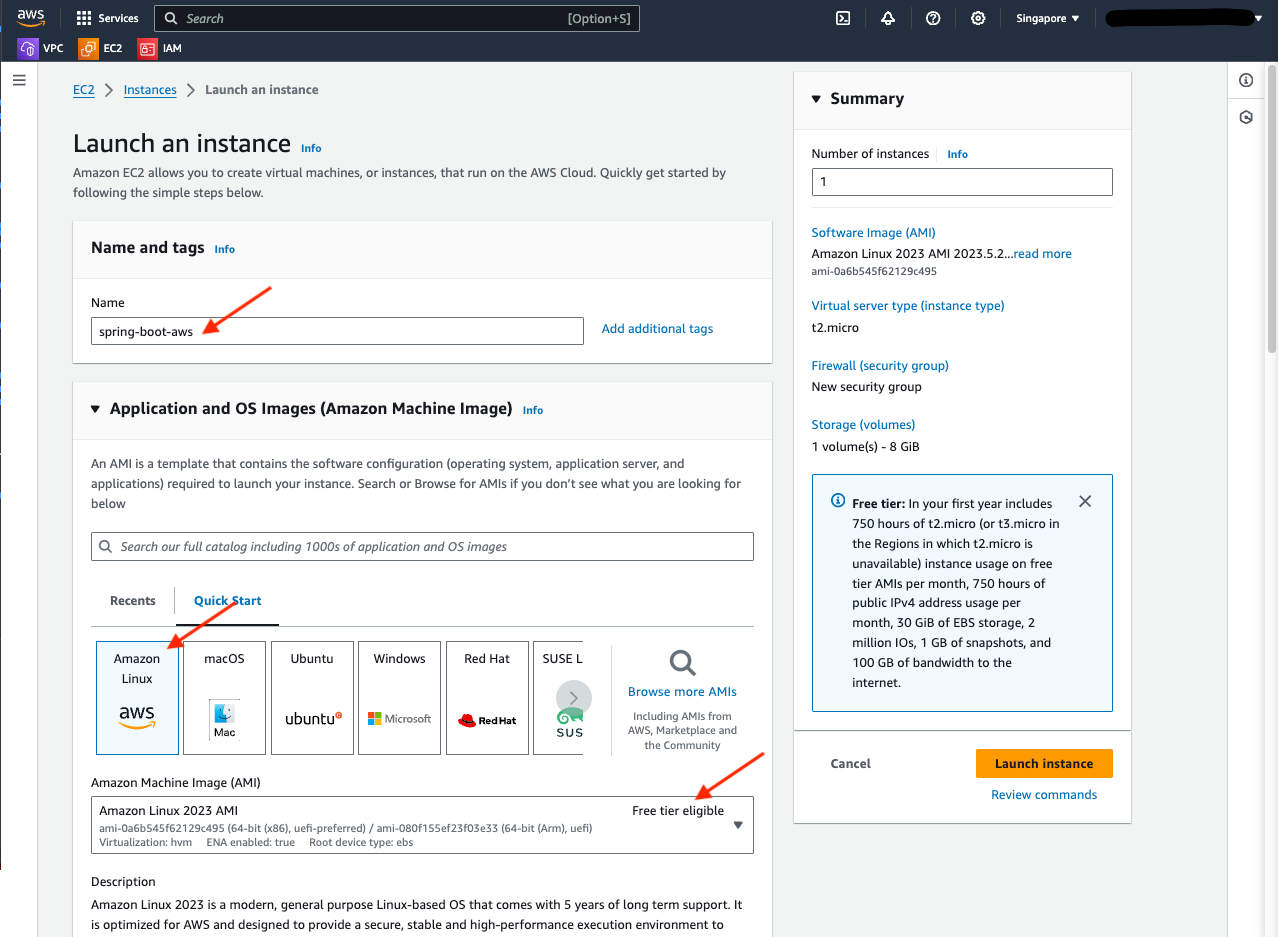 aws
Services
Search
[Option+S]
Singapore
VPC
EC2
IAM
EC2
Instances
Launch an instance
Launch an instance Info
Amazon EC2 allows you to create virtual machines, or instances, that run on the AWS Cloud. Quickly get started by
following the simple steps below.
Name and tags Info
Name
spring-boot-aws
Add additional tags
Application and OS Images (Amazon Machine Image) Info
An AMI is a template that contains the software configuration (operating system, application server, and
applications) required to launch your instance. Search or Browse for AMIs if you don't see what you are looking for
below
Search our full catalog including 1000s of application and OS images
Recents
Quick Start
Amazon
Linux
aws
macOS
Mac
Ubuntu
ubuntu
Windows
Microsoft
Red Hat
Red Hat
SUSE L
SUS
Browse more AMIs
Including AMIs from
AWS, Marketplace and
the Community
Amazon Machine Image (AMI)
Amazon Linux 2023 AMI
Free tier eligible
ami-0a6b545f62129c495 (64-bit (x86), uefi-preferred) / ami-080f155ef23f03e33 (64-bit (Arm), uefi)
Virtualization: hvm ENA enabled: true Root device type: ebs
Description
Amazon Linux 2023 is a modern, general purpose Linux-based OS that comes with 5 years of long term support. It
is optimized for AWS and designed to provide a secure, stable and high-performance execution environment to
Summary
Number of instances Info
1
Software Image (AMI)
Amazon Linux 2023 AMI 2023.5.2...read more
ami-0a6b545f62129c495
Virtual server type (instance type)
t2.micro
Firewall (security group)
New security group
Storage (volumes)
1 volume(s) - 8 GiB
Free tier: In your first year includes
750 hours of t2.micro (or t3.micro in
the Regions in which t2.micro is
unavailable) instance usage on free
tier AMIs per month, 750 hours of
public IPv4 address usage per
month, 30 GiB of EBS storage, 2
million IOs, 1 GB of snapshots, and
100 GB of bandwidth to the
internet.
Cancel
Launch instance
Review commands